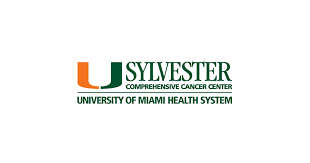 SYLVESTER
COMPREHENSIVE CANCER CENTER
UNIVERSITY OF MIAMI HEALTH SYSTEM